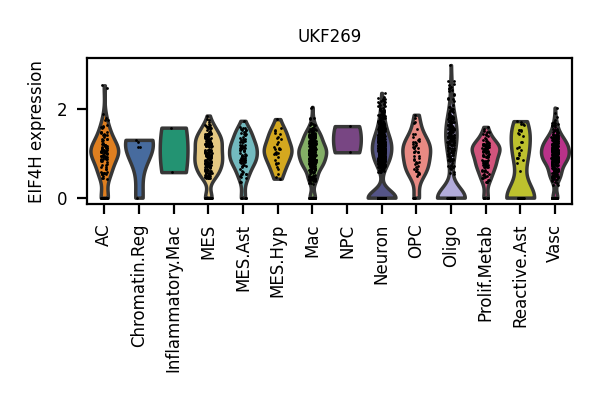 UKF269
EIF4H expression
2
0
AC
Chromatin.Reg
Inflammatory.Mac
MES
MES.Ast
MES.Hyp
Mac
NPC
Neuron
OPC
Oligo
Prolif.Metab
Reactive.Ast
Vasc